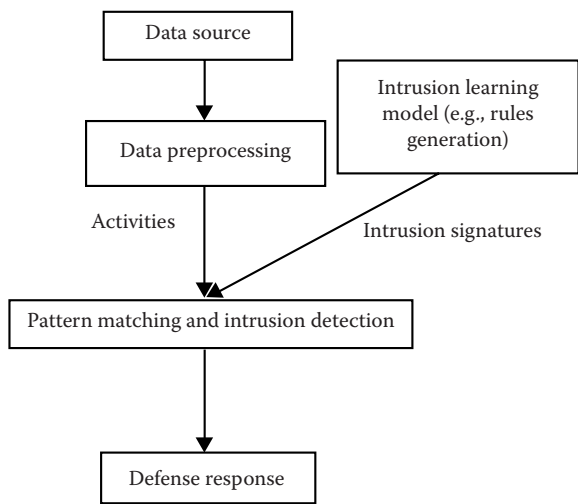 Data source
Intrusion learning
model (e.g., rules
generation)
Data preprocessing
Activities
Intrusion signatures
Pattern matching and intrusion detection
Defense response